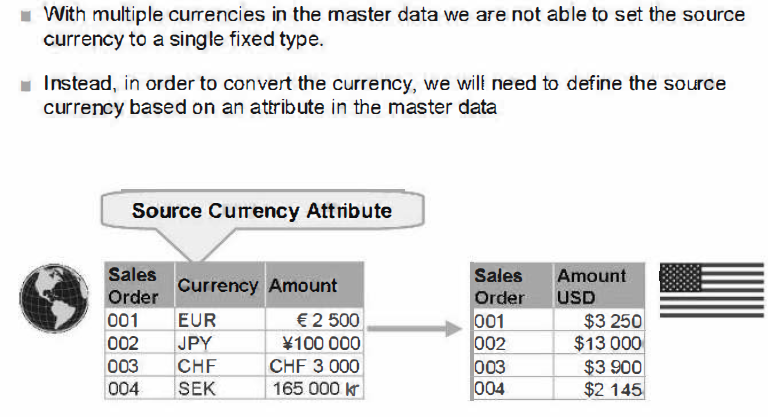 With multiple currencies in the master data we are not able to set the source
currency to a single fixed type.
Instead, in order to convert the currency, we will need to define the source
currency based on an attribute in the master data
Source Currency Attribute
Sales Order Currency Amount
001 EUR € 2 500
002 JPY ¥100 000
003 CHF CHF 3 000
004 SEK 165 000 kr
Sales Order Amount USD
001 $3 250
002 $13 000
003 $3 900
004 $2 145